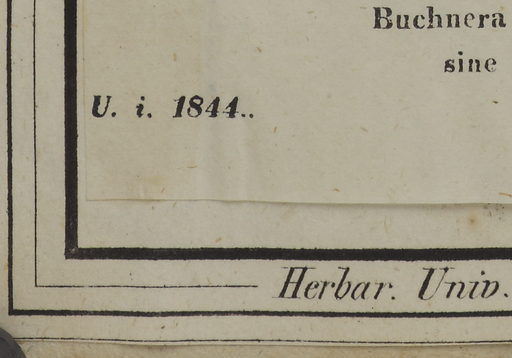 Buchnera
sine
U. i. 1844..
Herbar. Univ.